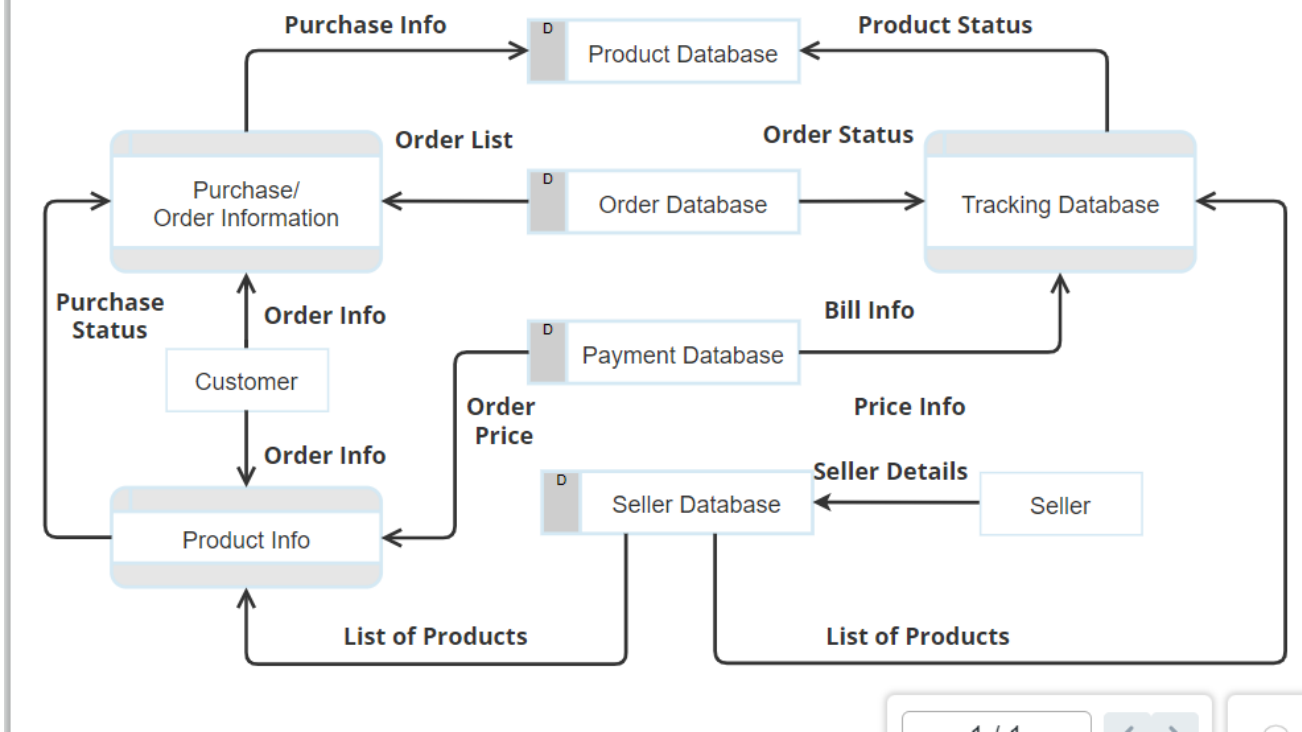 Purchase Info
Product Status
D
Product Database
Order List
Order Status
Purchase/
Order Information
D
Order Database
Tracking Database
Purchase
Status
Order Info
Bill Info
D
Payment Database
Customer
Order
Price
Price Info
Order Info
Seller Details
D
Seller Database
Seller
Product Info
List of Products
List of Products
1 / 1